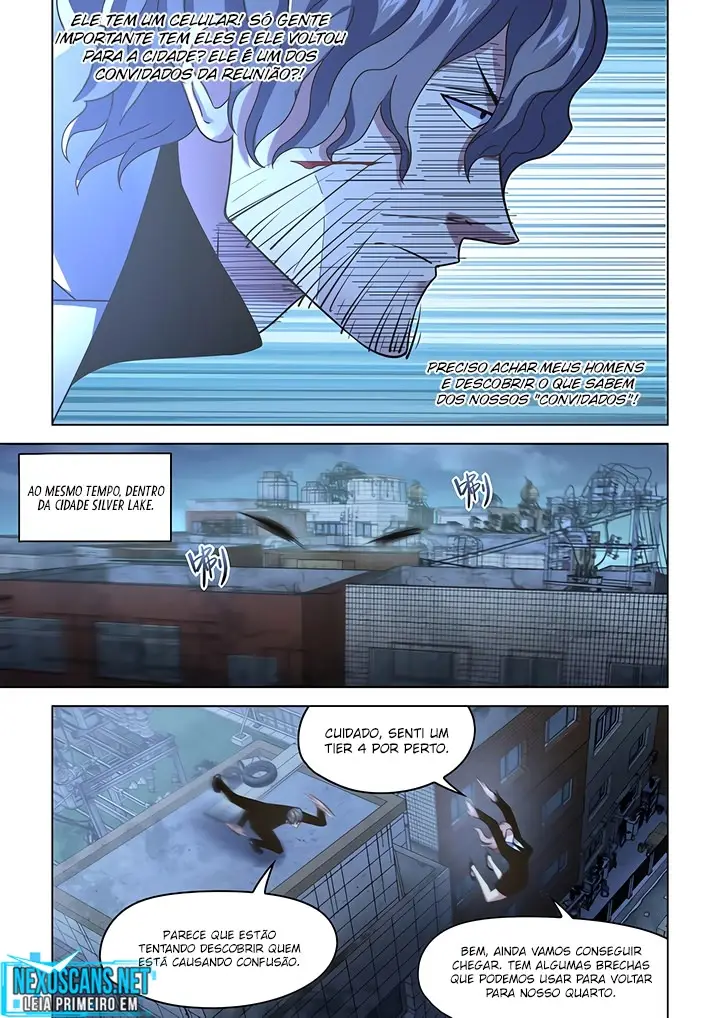 ELE TEM UM CELULAR! SÓ GENTE
IMPORTANTE TEM ELES E ELE VOLTOU
PARA A CIDADE? ELE É UM DOS
CONVIDADOS DA REUNIÃO?!
PRECISO ACHAR MEUS HOMENS
E DESCOBRIR O QUE SABEM
DOS NOSSOS "CONVIDADOS"!
AO MESMO TEMPO, DENTRO
DA CIDADE SILVER LAKE.
唰
唰
CUIDADO, SENTI UM
TIER 4 POR PERTO.
PARECE QUE ESTÃO
TENTANDO DESCOBRIR QUEM
ESTÁ CAUSANDO CONFUSÃO.
BEM, AINDA VAMOS CONSEGUIR
CHEGAR. TEM ALGUMAS BRECHAS
QUE PODEMOS USAR PARA VOLTAR
PARA NOSSO QUARTO.
NEXOSCANS.NET
LEIA PRIMEIRO EM